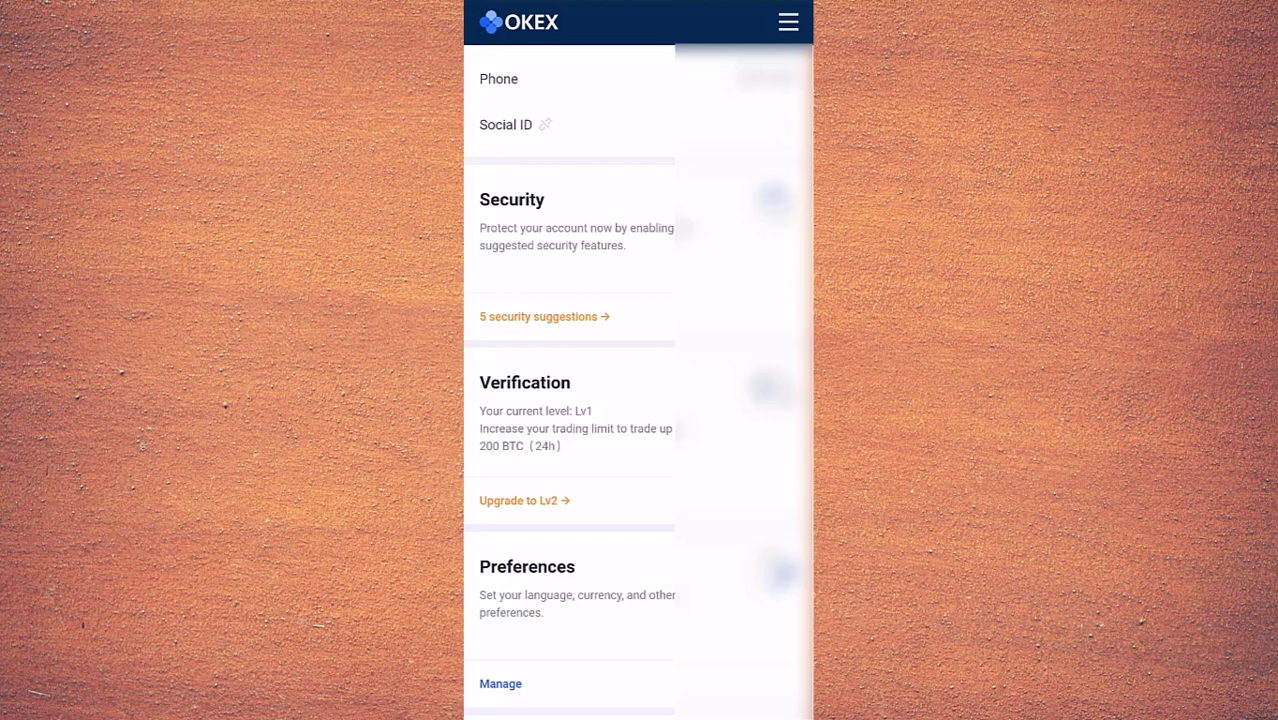 OKEX
Phone
Social ID
Security
Protect your account now by enabling
suggested security features.
5 security suggestions →
Verification
Your current level: Lv1
Increase your trading limit to trade up
200 BTC (24h)
Upgrade to Lv2 →
Preferences
Set your language, currency, and other
preferences.
Manage